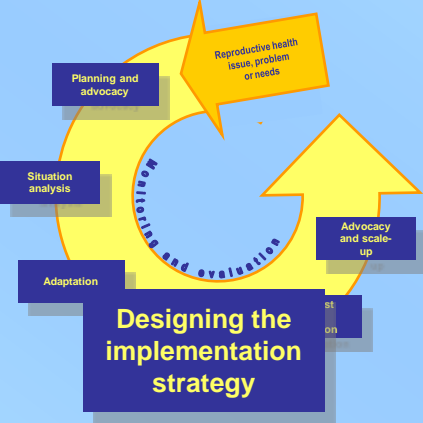 Reproductive health
issue, problem
or needs
Planning and
advocacy
Situation
analysis
Adaptation
Monitoring and evaluation
Designing the
implementation
strategy
Advocacy
and scale-
up